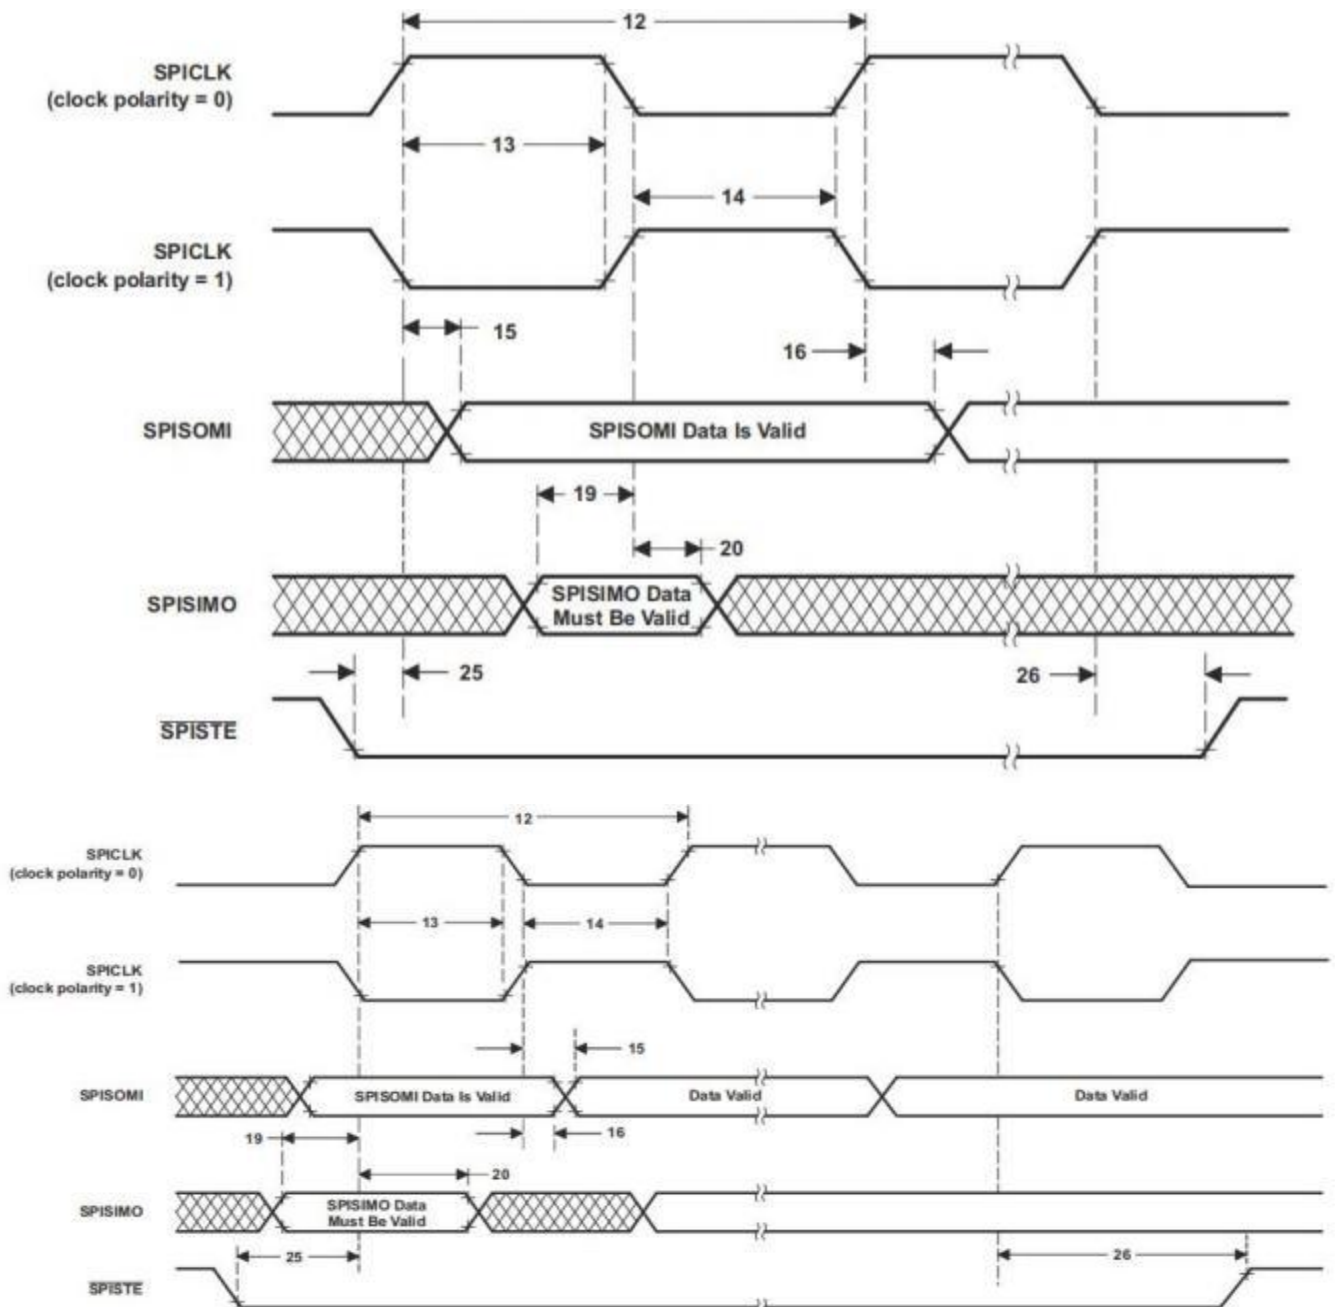 12
SPICLK
(clock polarity = 0)
13
14
SPICLK
(clock polarity = 1)
15
16
SPISOMI
SPISOMI Data Is Valid
19
20
SPISIMO
SPISIMO Data
Must Be Valid
25
26
SPISTE
12
SPICLK
(clock polarity = 0)
13
14
SPICLK
(clock polarity = 1)
15
SPISOMI
SPISOMI Data Is Valid
Data Valid
Data Valid
19
16
20
SPISIMO
SPISIMO Data
Must Be Valid
25
26
SPISTE